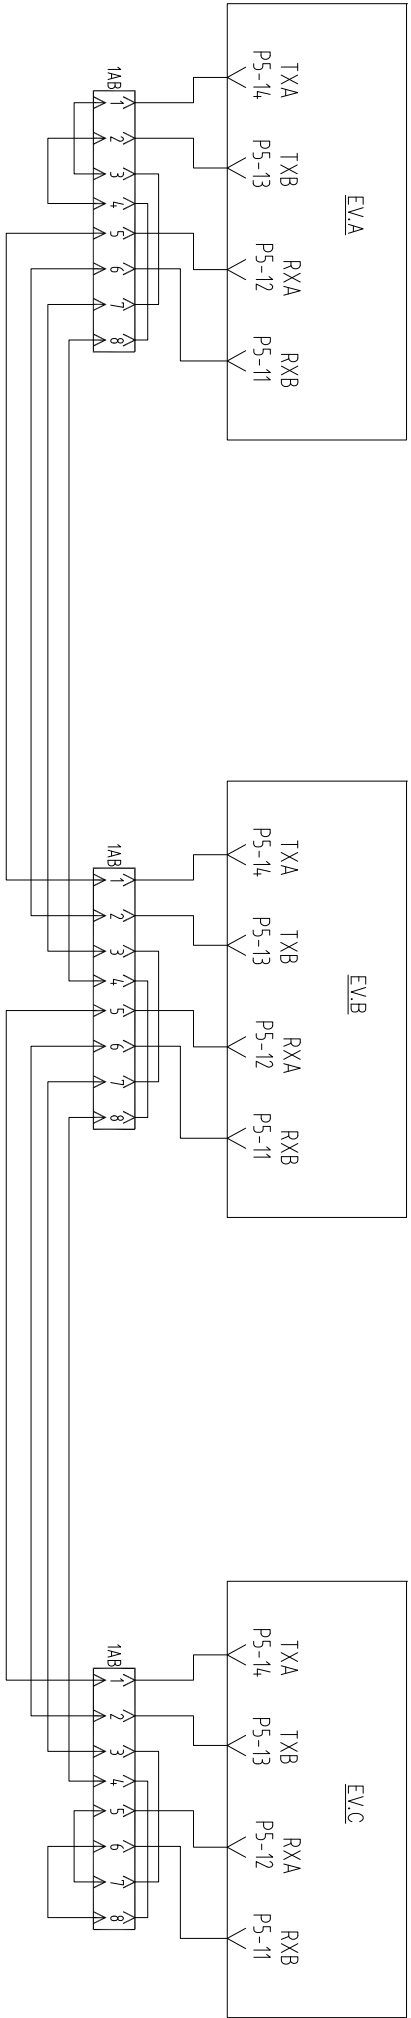 EV.A
TXA
P5-14
TXB
P5-13
RXA
P5-12
RXB
P5-11
1AB
1
2
3
4
5
6
7
8
EV.B
TXA
P5-14
TXB
P5-13
RXA
P5-12
RXB
P5-11
1AB
1
2
3
4
5
6
7
8
EV.C
TXA
P5-14
TXB
P5-13
RXA
P5-12
RXB
P5-11
1AB
1
2
3
4
5
6
7
8